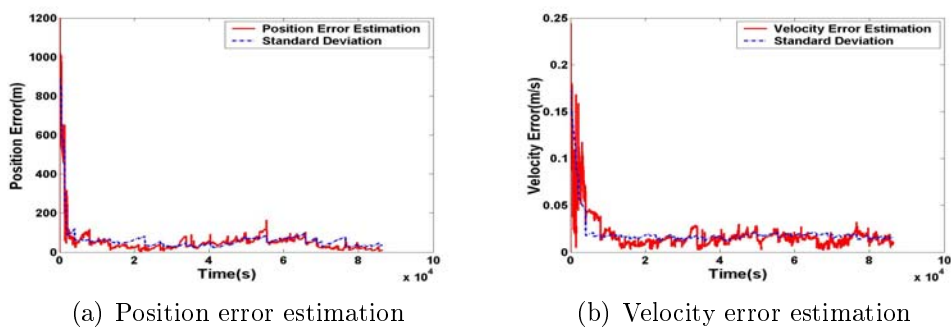 1200
1000
800
600
400
200
0
Position Error(m)
Position Error Estimation
Standard Deviation
0 2 4 6 8 10
Time(s)
x 10^4
(a) Position error estimation
0.25
0.2
0.15
0.1
0.05
0
Velocity Error(m/s)
Velocity Error Estimation
Standard Deviation
0 2 4 6 8 10
Time(s)
x 10^4
(b) Velocity error estimation